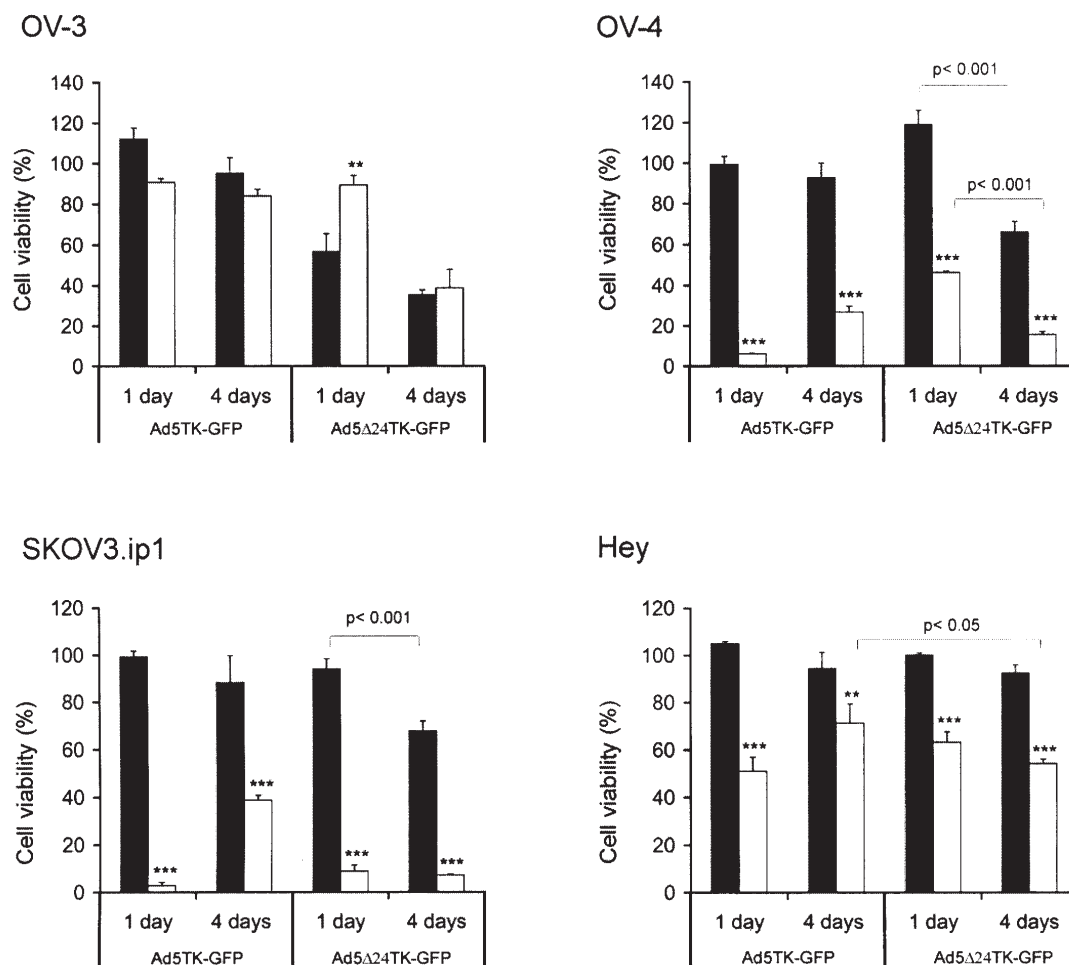 OV-3
Cell viability (%)
140
120
100
80
60
40
20
0
**
1 day
4 days
1 day
4 days
Ad5TK-GFP
Ad5Δ24TK-GFP
OV-4
Cell viability (%)
140
120
100
80
60
40
20
0
p< 0.001
p< 0.001
***
***
***
***
1 day
4 days
1 day
4 days
Ad5TK-GFP
Ad5Δ24TK-GFP
SKOV3.ip1
Cell viability (%)
120
100
80
60
40
20
0
p< 0.001
***
***
***
***
1 day
4 days
1 day
4 days
Ad5TK-GFP
Ad5Δ24TK-GFP
Hey
Cell viability (%)
120
100
80
60
40
20
0
p< 0.05
***
**
***
***
1 day
4 days
1 day
4 days
Ad5TK-GFP
Ad5Δ24TK-GFP